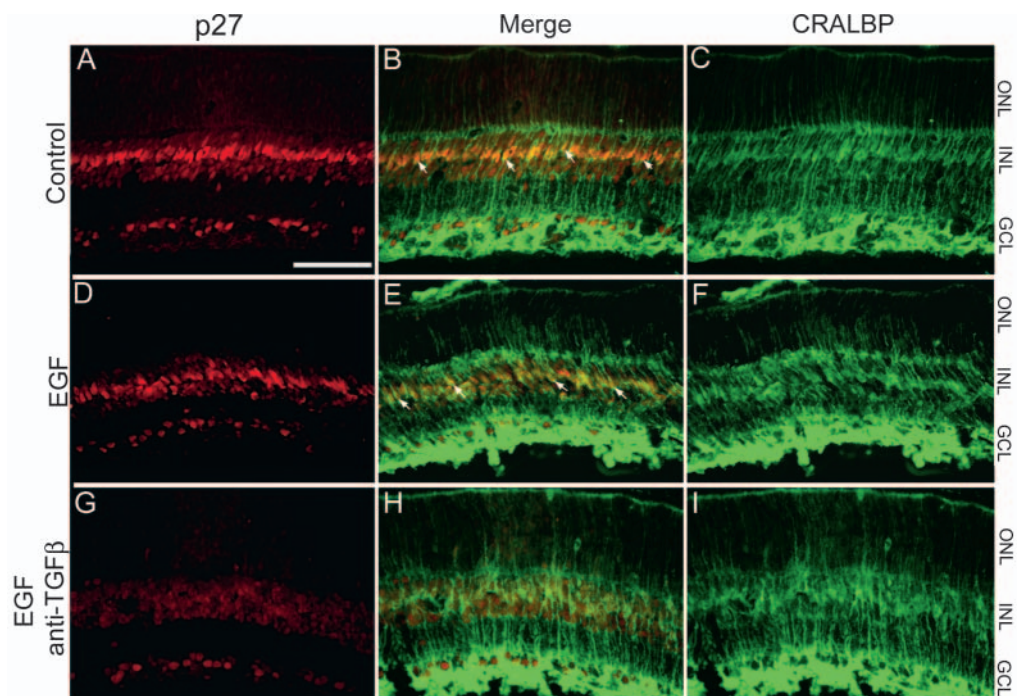 p27 Merge CRALBP
Control A B C ONL
INL
GCL
EGF D E F ONL
INL
GCL
EGF
anti-TGFβ G H I ONL
INL
GCL